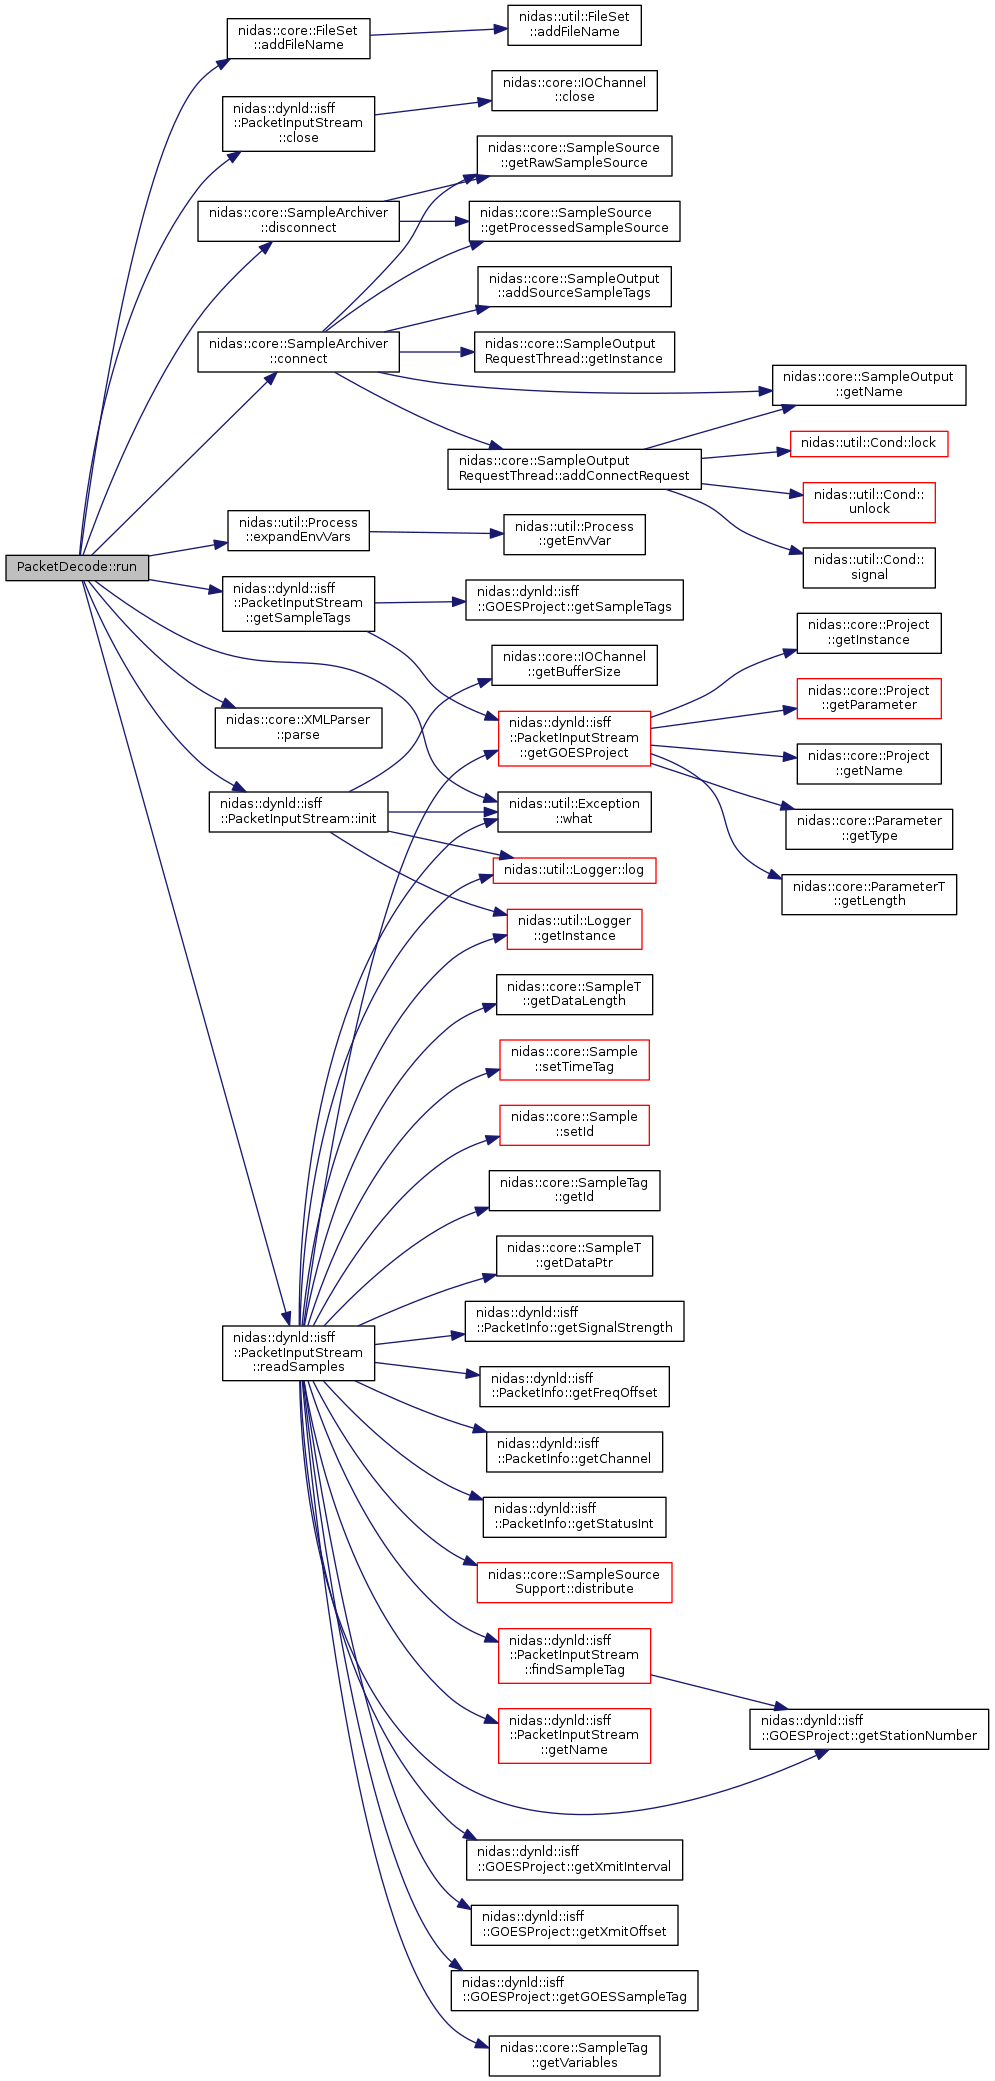 nidas::core::FileSet
::addFileName
nidas::util::FileSet
::addFileName
nidas::core::IOChannel
::close
nidas::dynld::isff
::PacketInputStream
::close
nidas::core::SampleSource
::getRawSampleSource
nidas::core::SampleArchiver
::disconnect
nidas::core::SampleSource
::getProcessedSampleSource
nidas::core::SampleOutput
::addSourceSampleTags
nidas::core::SampleArchiver
::connect
nidas::core::SampleOutput
RequestThread::getInstance
nidas::core::SampleOutput
::getName
nidas::util::Cond::lock
nidas::core::SampleOutput
RequestThread::addConnectRequest
nidas::util::Cond::
unlock
nidas::util::Process
::expandEnvVars
nidas::util::Process
::getEnvVar
nidas::util::Cond::
signal
PacketDecode::run
nidas::dynld::isff
::PacketInputStream
::getSampleTags
nidas::dynld::isff
::GOESProject::getSampleTags
nidas::core::Project
::getInstance
nidas::core::IOChannel
::getBufferSize
nidas::core::Project
::getParameter
nidas::core::XMLParser
::parse
nidas::dynld::isff
::PacketInputStream
::getGOESProject
nidas::core::Project
::getName
nidas::dynld::isff
::PacketInputStream::init
nidas::util::Exception
::what
nidas::core::Parameter
::getType
nidas::util::Logger::log
nidas::core::ParameterT
::getLength
nidas::util::Logger
::getInstance
nidas::core::SampleT
::getDataLength
nidas::core::Sample
::setTimeTag
nidas::core::Sample
::setId
nidas::core::SampleTag
::getId
nidas::core::SampleT
::getDataPtr
nidas::dynld::isff
::PacketInfo::getSignalStrength
nidas::dynld::isff
::PacketInputStream
::readSamples
nidas::dynld::isff
::PacketInfo::getFreqOffset
nidas::dynld::isff
::PacketInfo::getChannel
nidas::dynld::isff
::PacketInfo::getStatusInt
nidas::core::SampleSource
Support::distribute
nidas::dynld::isff
::PacketInputStream
::findSampleTag
nidas::dynld::isff
::PacketInputStream
::getName
nidas::dynld::isff
::GOESProject::getStationNumber
nidas::dynld::isff
::GOESProject::getXmitInterval
nidas::dynld::isff
::GOESProject::getXmitOffset
nidas::dynld::isff
::GOESProject::getGOESSampleTag
nidas::core::SampleTag
::getVariables